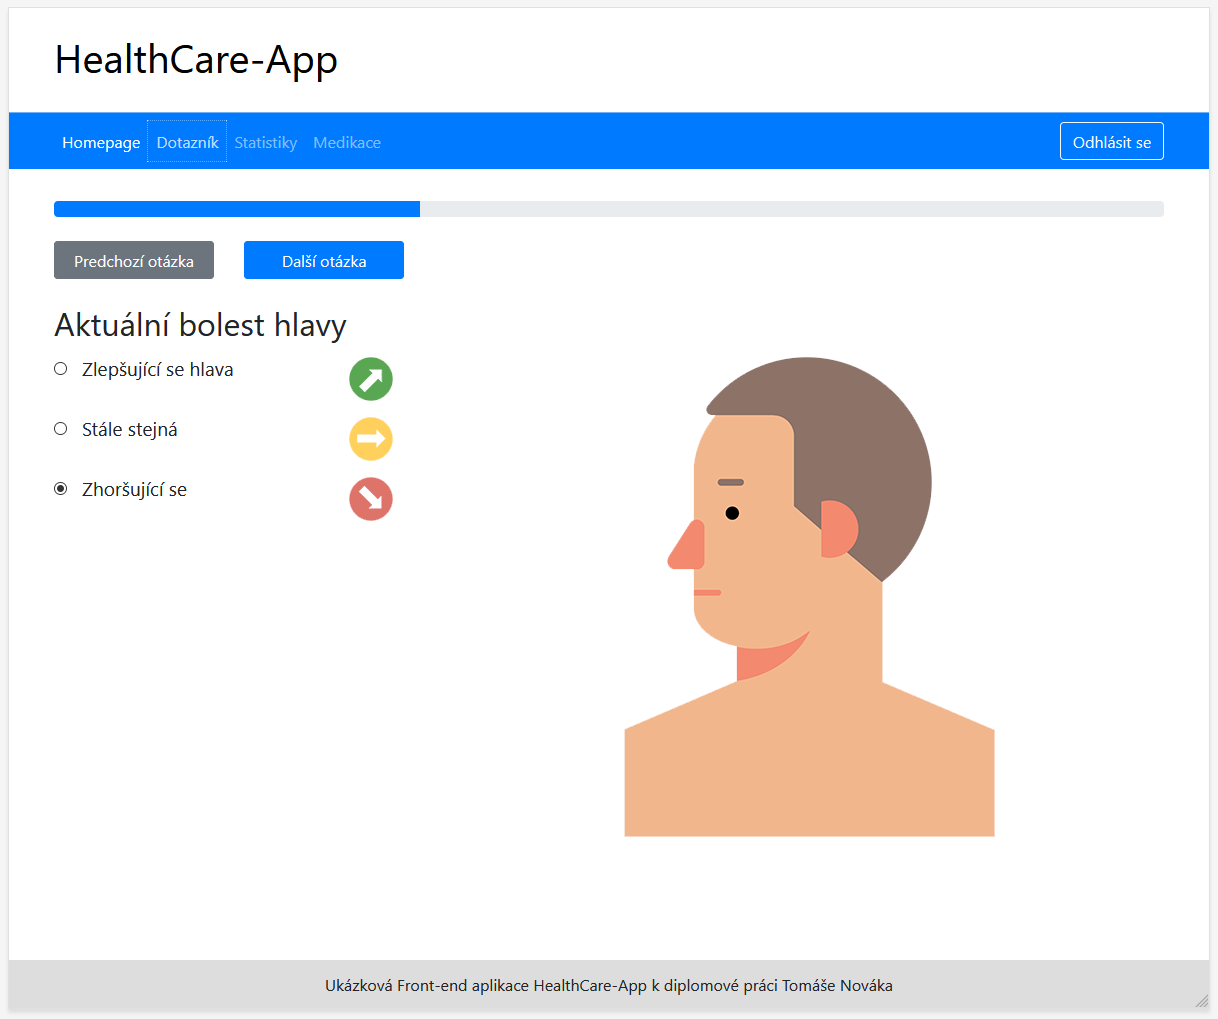 HealthCare-App
Homepage Dotazník Statistiky Medikace Odhlásit se
Predchozí otázka Další otázka
Aktuální bolest hlavy
Zlepšující se hlava
Stále stejná
Zhoršující se
Ukázková Front-end aplikace HealthCare-App k diplomové práci Tomáše Nováka